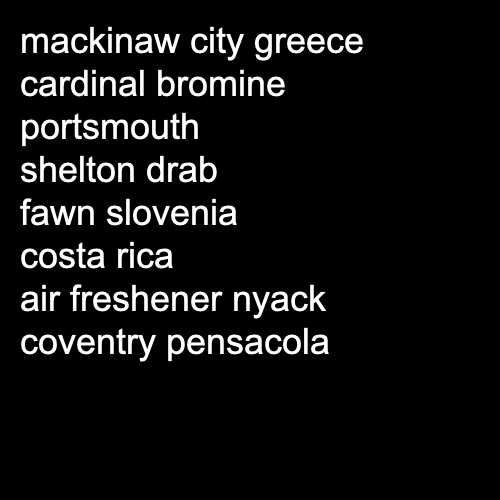 mackinaw city greece
cardinal bromine
portsmouth
shelton drab
fawn slovenia
costa rica
air freshener nyack
coventry pensacola